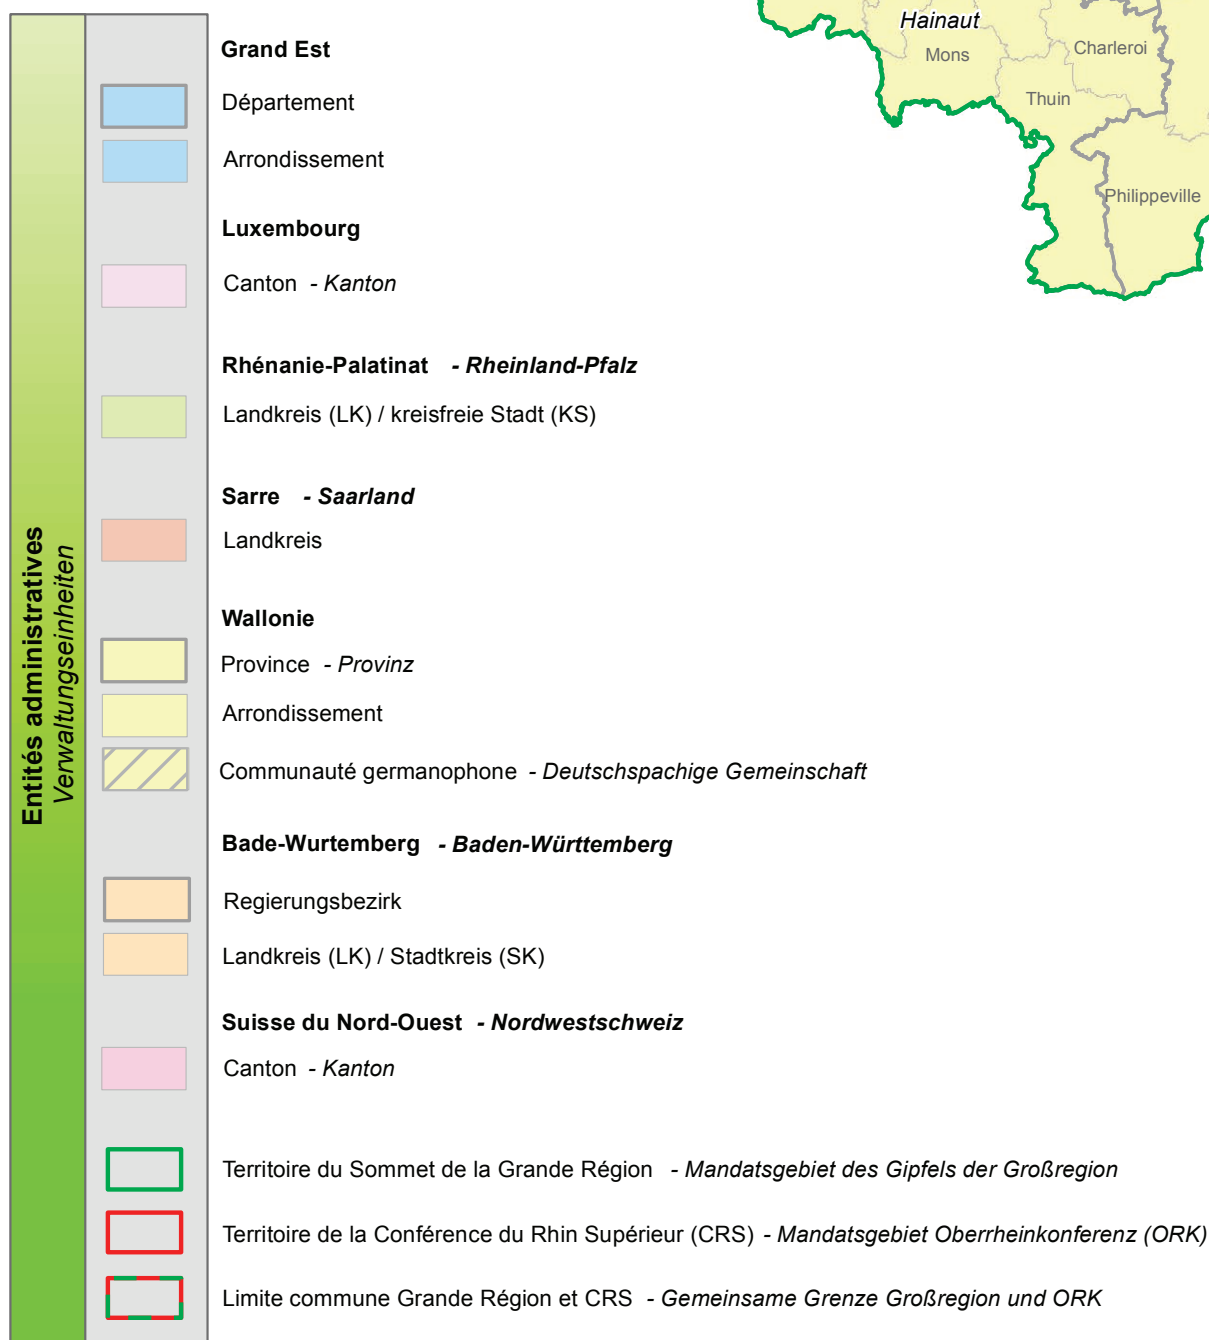 Hainaut
Mons
Charleroi
Thuin
Philippeville
Entités administratives
Verwaltungseinheiten
Grand Est
Département
Arrondissement
Luxembourg
Canton - Kanton
Rhénanie-Palatinat - Rheinland-Pfalz
Landkreis (LK) / kreisfreie Stadt (KS)
Sarre - Saarland
Landkreis
Wallonie
Province - Provinz
Arrondissement
Communauté germanophone - Deutschspachige Gemeinschaft
Bade-Wurtemberg - Baden-Württemberg
Regierungsbezirk
Landkreis (LK) / Stadtkreis (SK)
Suisse du Nord-Ouest - Nordwestschweiz
Canton - Kanton
Territoire du Sommet de la Grande Région - Mandatsgebiet des Gipfels der Großregion
Territoire de la Conférence du Rhin Supérieur (CRS) - Mandatsgebiet Oberrheinkonferenz (ORK)
Limite commune Grande Région et CRS - Gemeinsame Grenze Großregion und ORK